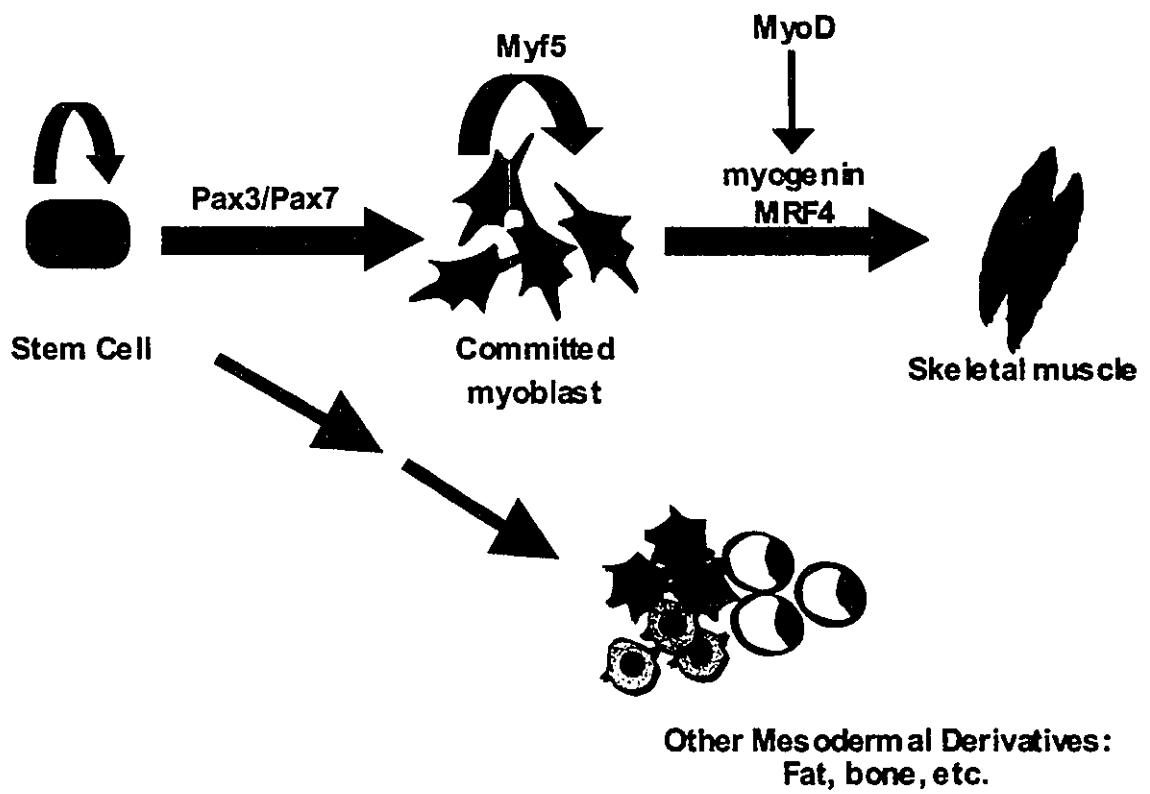 Myf5
MyoD
Pax3/Pax7
myogenin
MRF4
Stem Cell
Committed
myoblast
Skeletal muscle
Other Mesodermal Derivatives:
Fat, bone, etc.